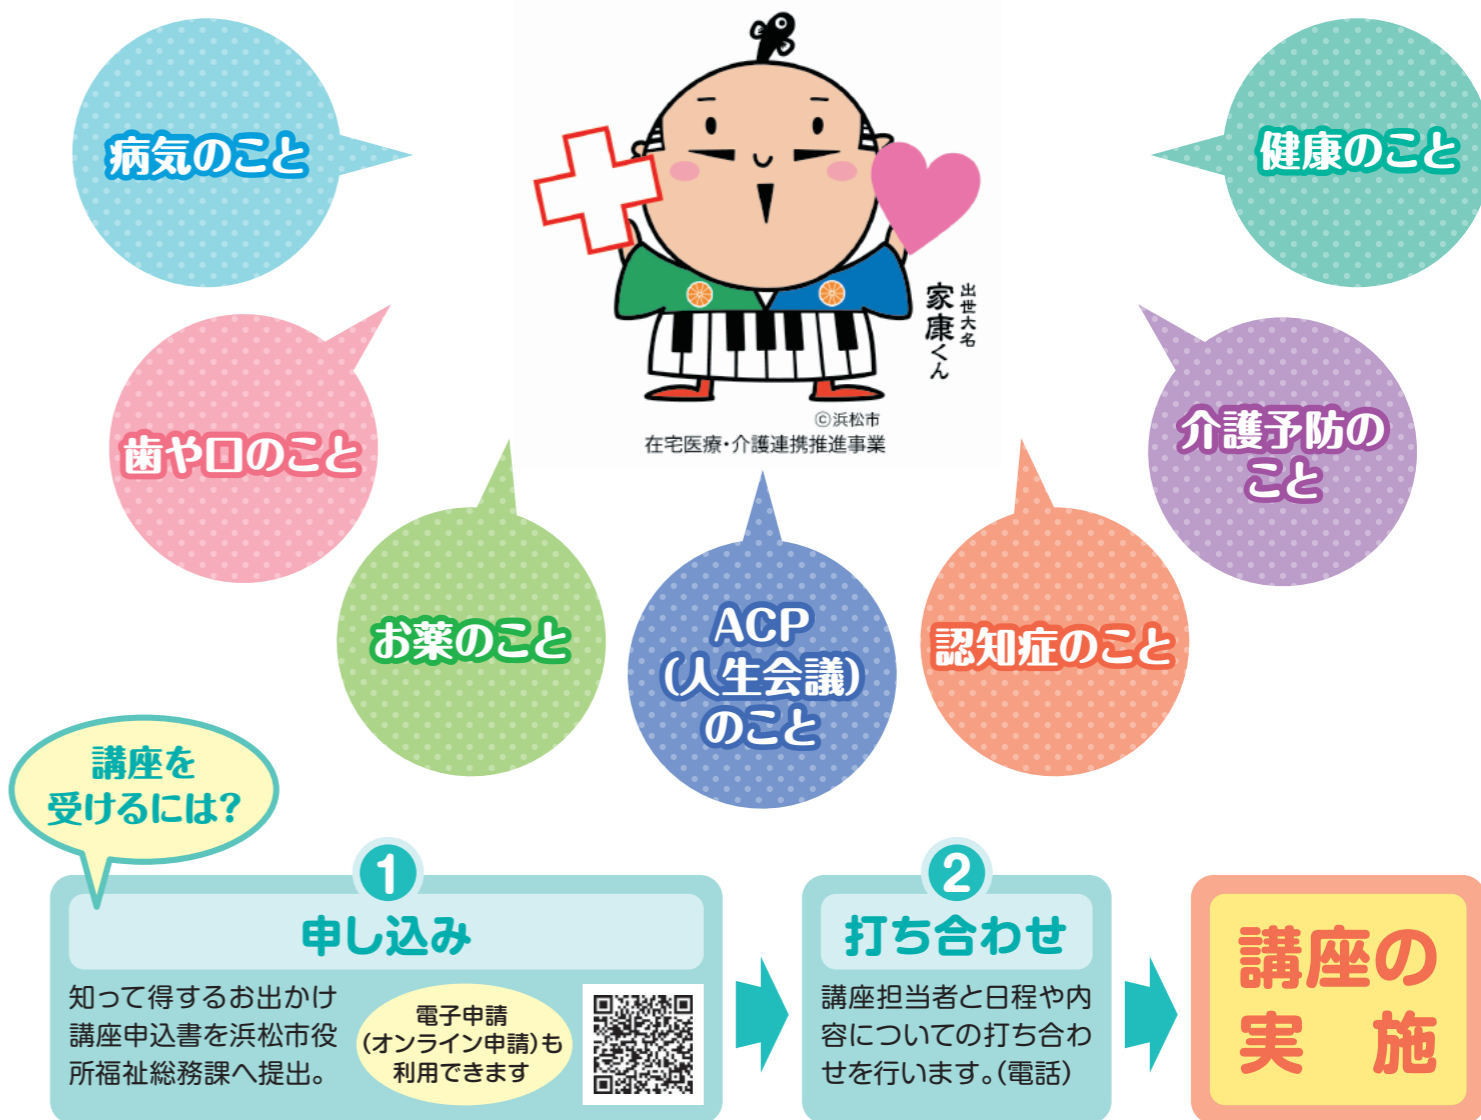 病気のこと
健康のこと
出世大名
家康くん
©浜松市
在宅医療・介護連携推進事業
歯や口のこと
介護予防の
こと
お薬のこと
ACP
(人生会議)
のこと
認知症のこと
講座を
受けるには?
1
申し込み
知って得するお出かけ
講座申込書を浜松市役
所福祉総務課へ提出。
電子申請
(オンライン申請)も
利用できます
2
打ち合わせ
講座担当者と日程や内
容についての打ち合わ
せを行います。(電話)
講座の
実 施